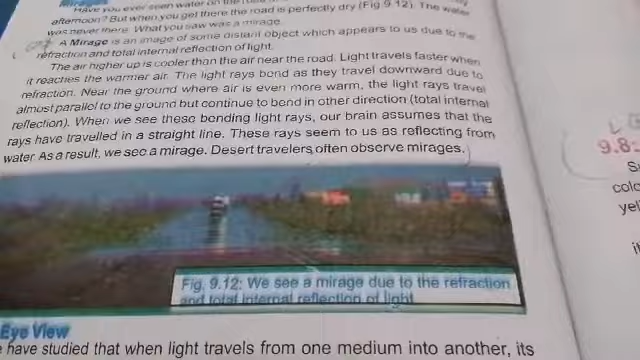 Mirages
Have you ever seen water on the
afternoon? But when you get there the road is perfectly dry (Fig 9.12). The water
was never there. What you saw was a mirage.
A Mirage is an image of some distant object which appears to us due to the
refraction and total internal reflection of light.
The air higher up is cooler than the air near the road. Light travels faster when
it reaches the warmer air. The light rays bend as they travel downward due to
refraction. Near the ground where air is even more warm, the light rays travel
almost parallel to the ground but continue to bend in other direction (total internal
reflection). When we see these bending light rays, our brain assumes that the
rays have travelled in a straight line. These rays seem to us as reflecting from
water As a result, we see a mirage. Desert travelers often observe mirages.
Fig. 9.12: We see a mirage due to the refraction
and total internal reflection of light
Eye View
have studied that when light travels from one medium into another, its
9.8:
S
colo
yel